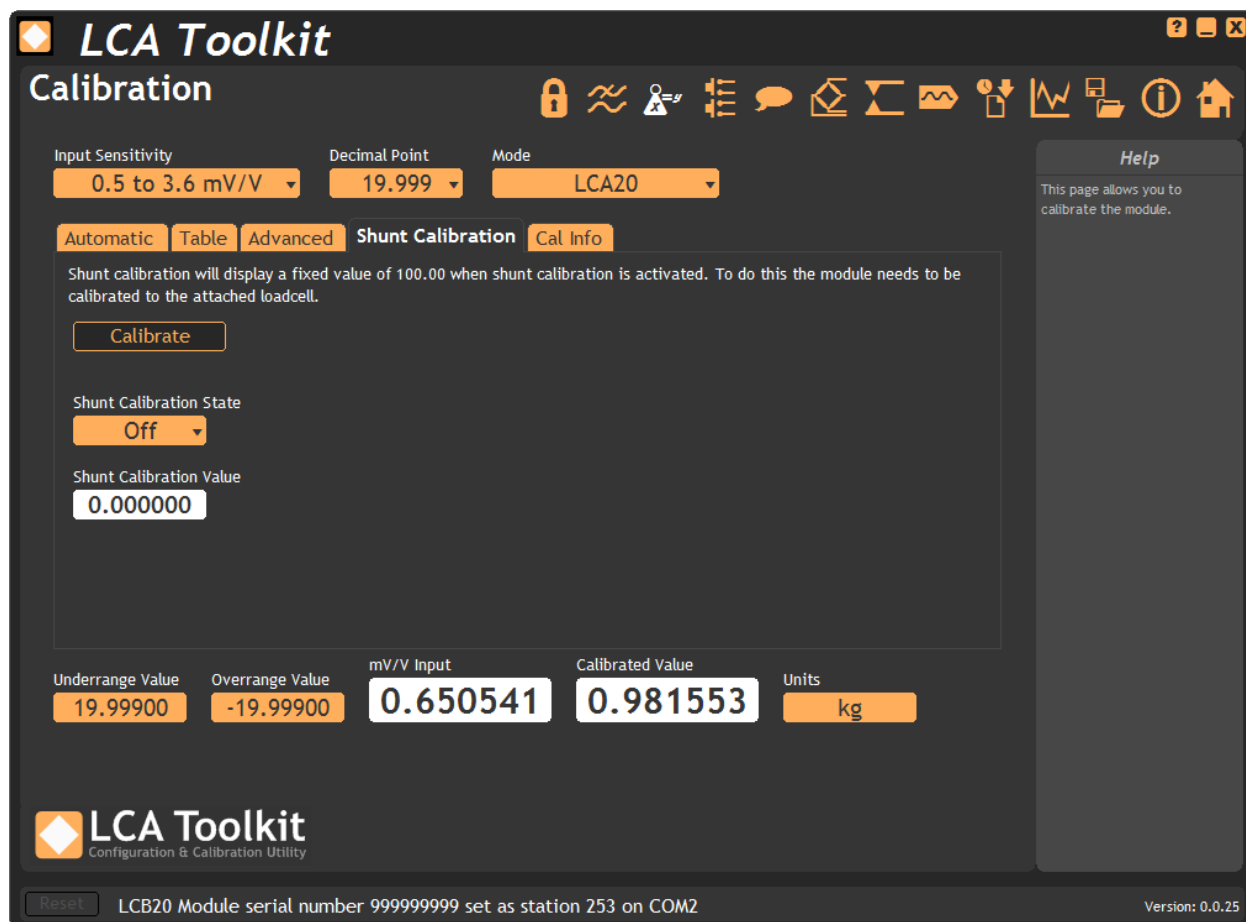 LCA Toolkit
? _ X
Calibration
x =y
Input Sensitivity Decimal Point Mode
0.5 to 3.6 mV/V 19.999 LCA20
Help
This page allows you to
calibrate the module.
Automatic Table Advanced Shunt Calibration Cal Info
Shunt calibration will display a fixed value of 100.00 when shunt calibration is activated. To do this the module needs to be
calibrated to the attached loadcell.
Calibrate
Shunt Calibration State
Off
Shunt Calibration Value
0.000000
Underrange Value Overrange Value mV/V Input Calibrated Value Units
19.99900 -19.99900 0.650541 0.981553 kg
LCA Toolkit
Configuration & Calibration Utility
Reset LCB20 Module serial number 999999999 set as station 253 on COM2 Version: 0.0.25